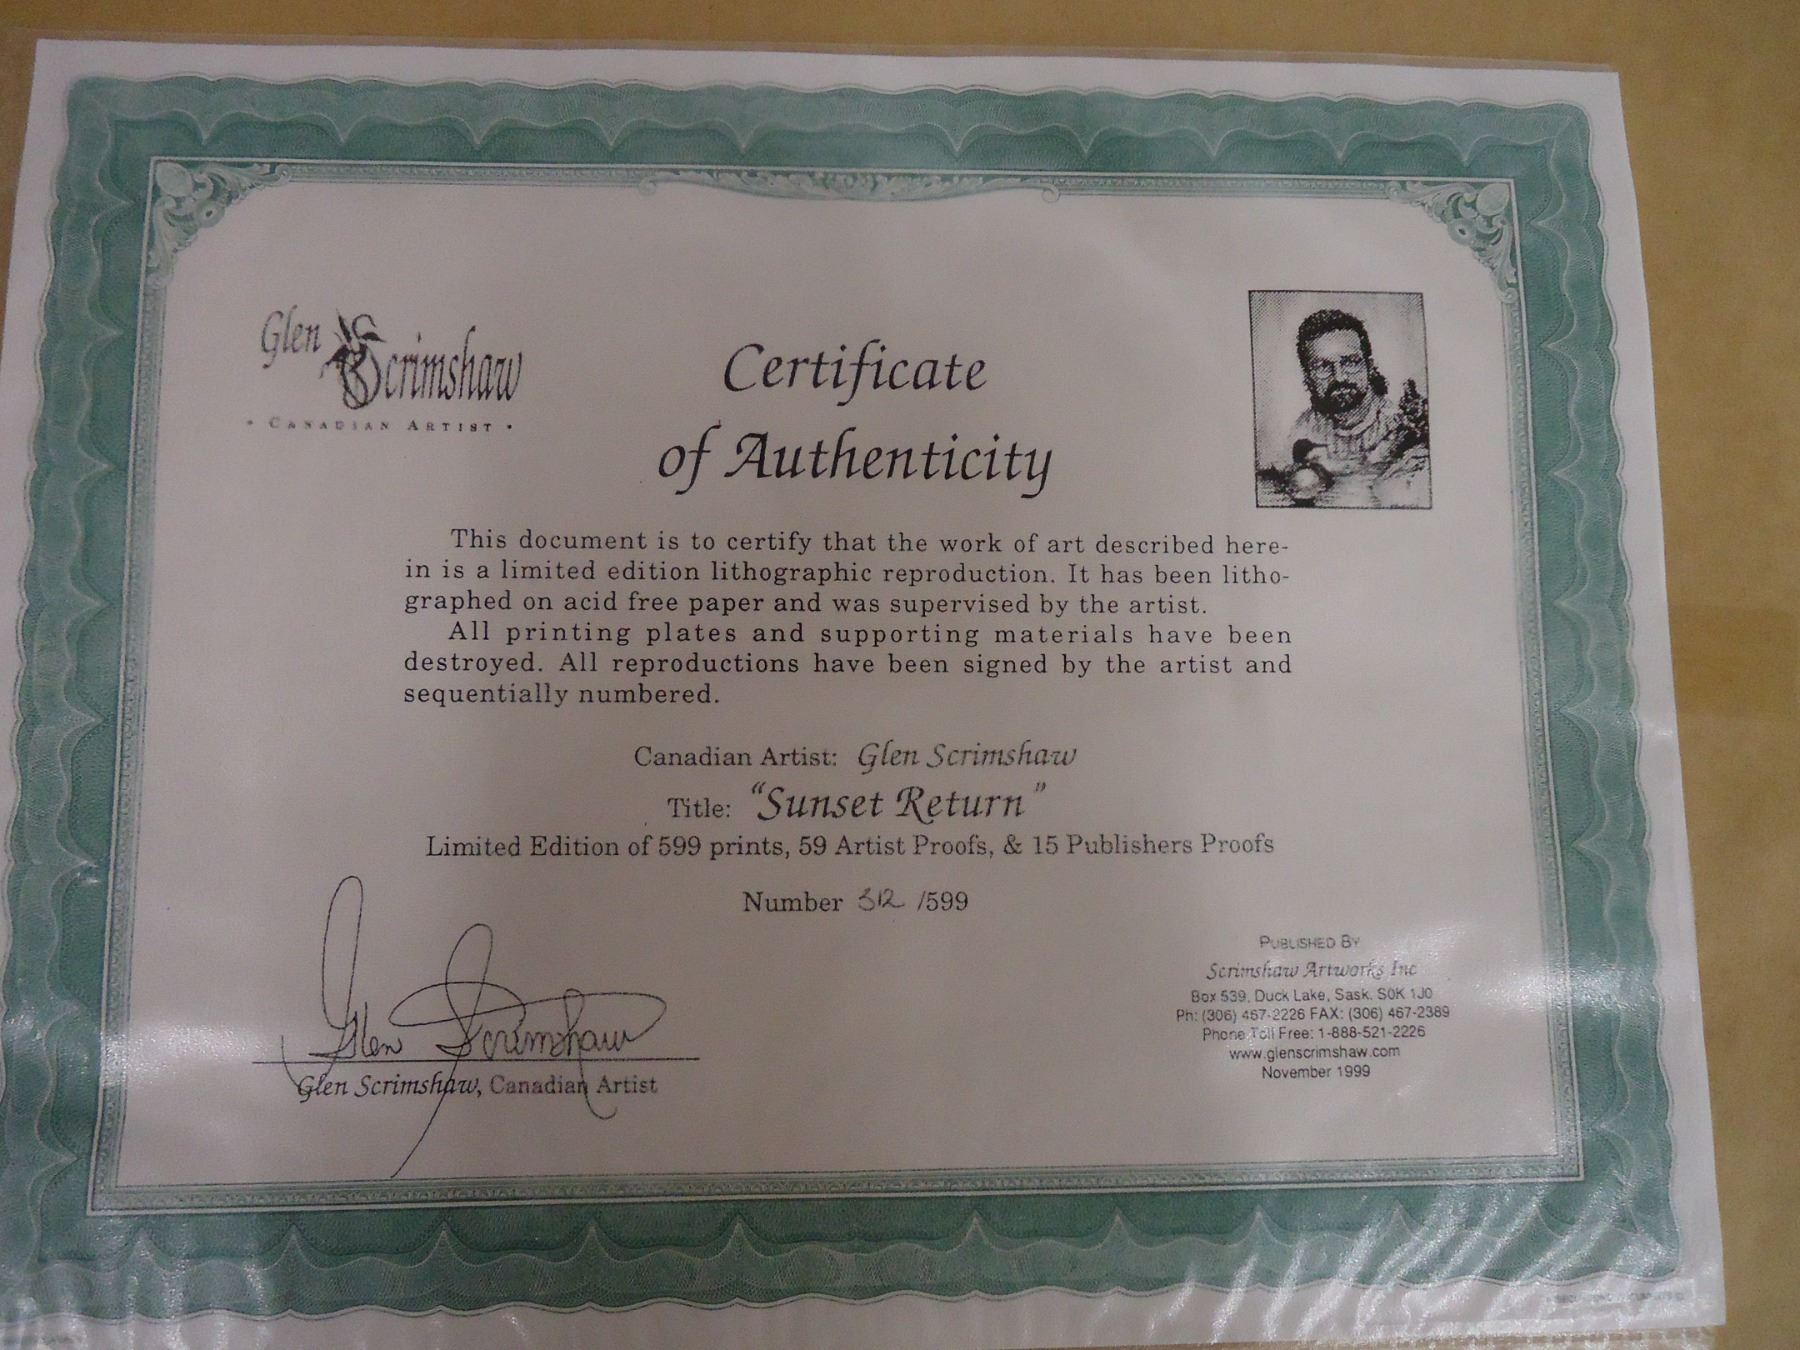 Glen Scrimshaw
• CANADIAN ARTIST •
Certificate
of Authenticity
This document is to certify that the work of art described here-
in is a limited edition lithographic reproduction. It has been litho-
graphed on acid free paper and was supervised by the artist.
All printing plates and supporting materials have been
destroyed. All reproductions have been signed by the artist and
sequentially numbered.
Canadian Artist: Glen Scrimshaw
Title: "Sunset Return"
Limited Edition of 599 prints, 59 Artist Proofs, & 15 Publishers Proofs
Number 312 /599
Glen Scrimshaw
Glen Scrimshaw, Canadian Artist
PUBLISHED BY
Scrimshaw Artworks Inc
Box 539, Duck Lake, Sask. S0K 1J0
Ph: (306) 467-2226 FAX: (306) 467-2389
Phone Toll Free: 1-888-521-2226
www.glenscrimshaw.com
November 1999